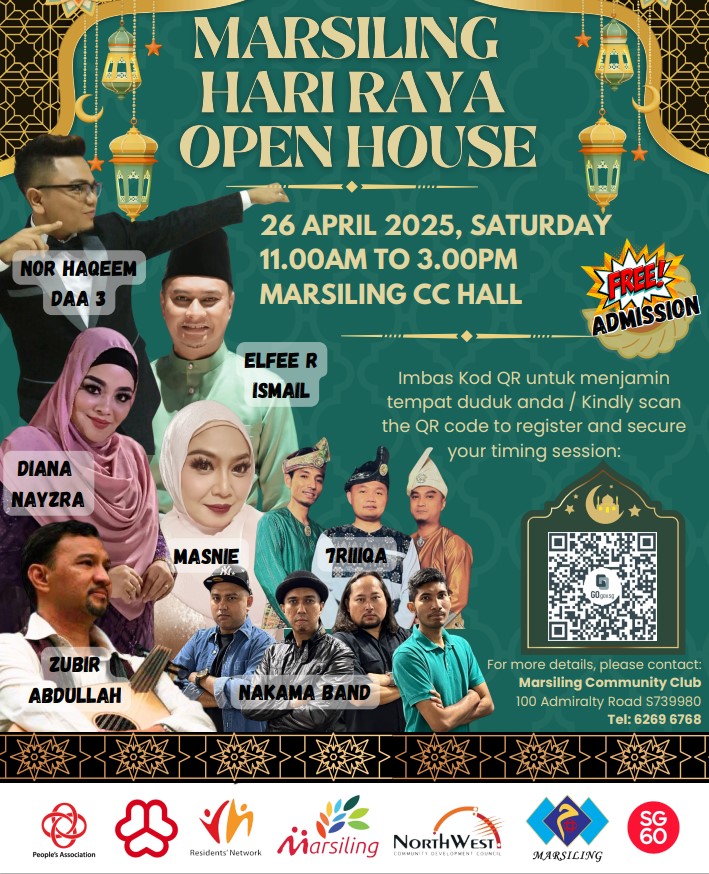 MARSILING
HARI RAYA
OPEN HOUSE
26 APRIL 2025, SATURDAY
11.00AM TO 3.00PM
MARSILING CC HALL
FREE!
ADMISSION
NOR HAQEEM
DAA 3
ELFEE R
ISMAIL
Imbas Kod QR untuk menjamin
tempat duduk anda / Kindly scan
the QR code to register and secure
your timing session:
DIANA
NAYZRA
MASNIE
7RIIIQA
GOgovsg
ZUBIR
ABDULLAH
NAKAMA BAND
For more details, please contact:
Marsiling Community Club
100 Admiralty Road S739980
Tel: 6269 6768
People's Association
Residents' Network
Marsiling
NORTHWEST
COMMUNITY DEVELOPMENT COUNCIL
MARSILING
SG
60